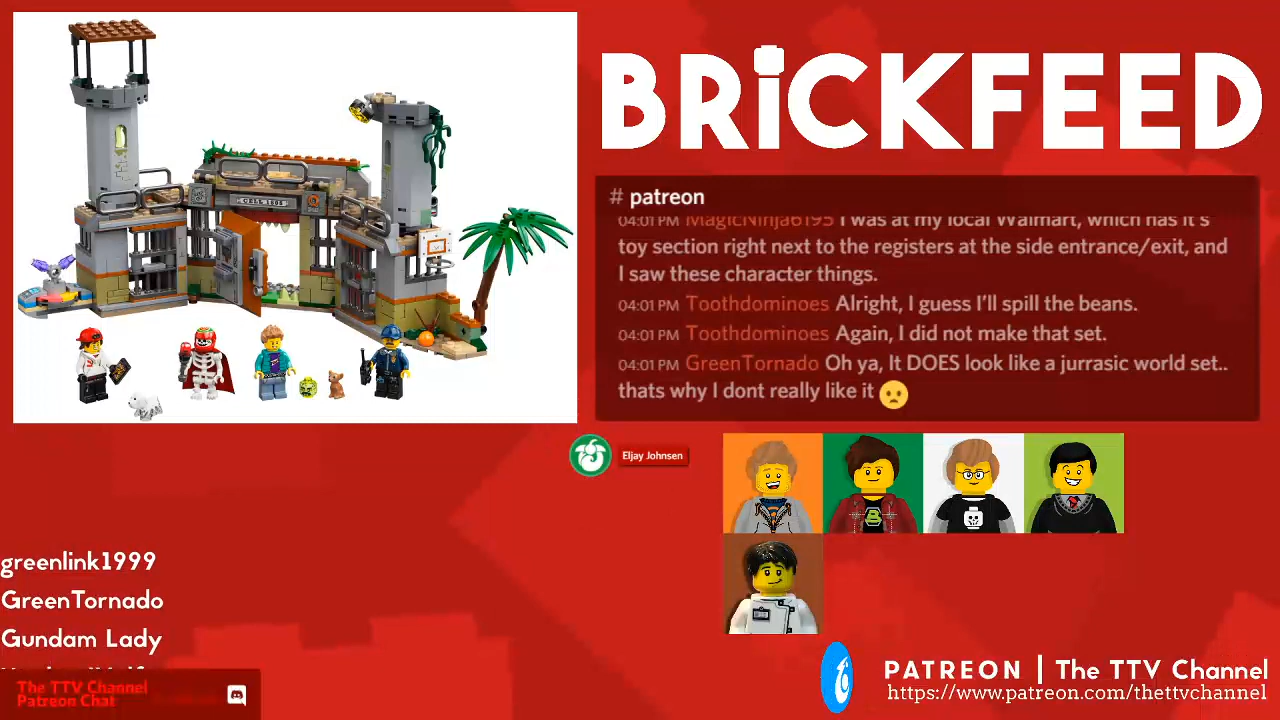 BRiCKFEED
# patreon
04:01 PM MagicNinja6195 I was at my local Walmart, which has it's
toy section right next to the registers at the side entrance/exit, and
I saw these character things.
04:01 PM Toothdominoes Alright, I guess I'll spill the beans.
04:01 PM Toothdominoes Again, I did not make that set.
04:01 PM GreenTornado Oh ya, It DOES look like a jurrasic world set..
thats why I dont really like it
CELL 1898
Eljay Johnsen
greenlink1999
GreenTornado
Gundam Lady
The TTV Channel
Patreon Chat
PATREON | The TTV Channel
https://www.patreon.com/thettvchannel